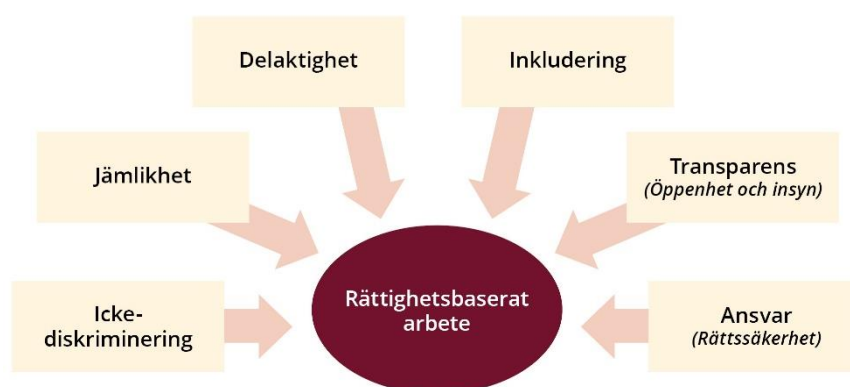 Delaktighet
Inkludering
Jämlikhet
Transparens
(Öppenhet och insyn)
Icke-
diskriminering
Rättighetsbaserat
arbete
Ansvar
(Rättssäkerhet)